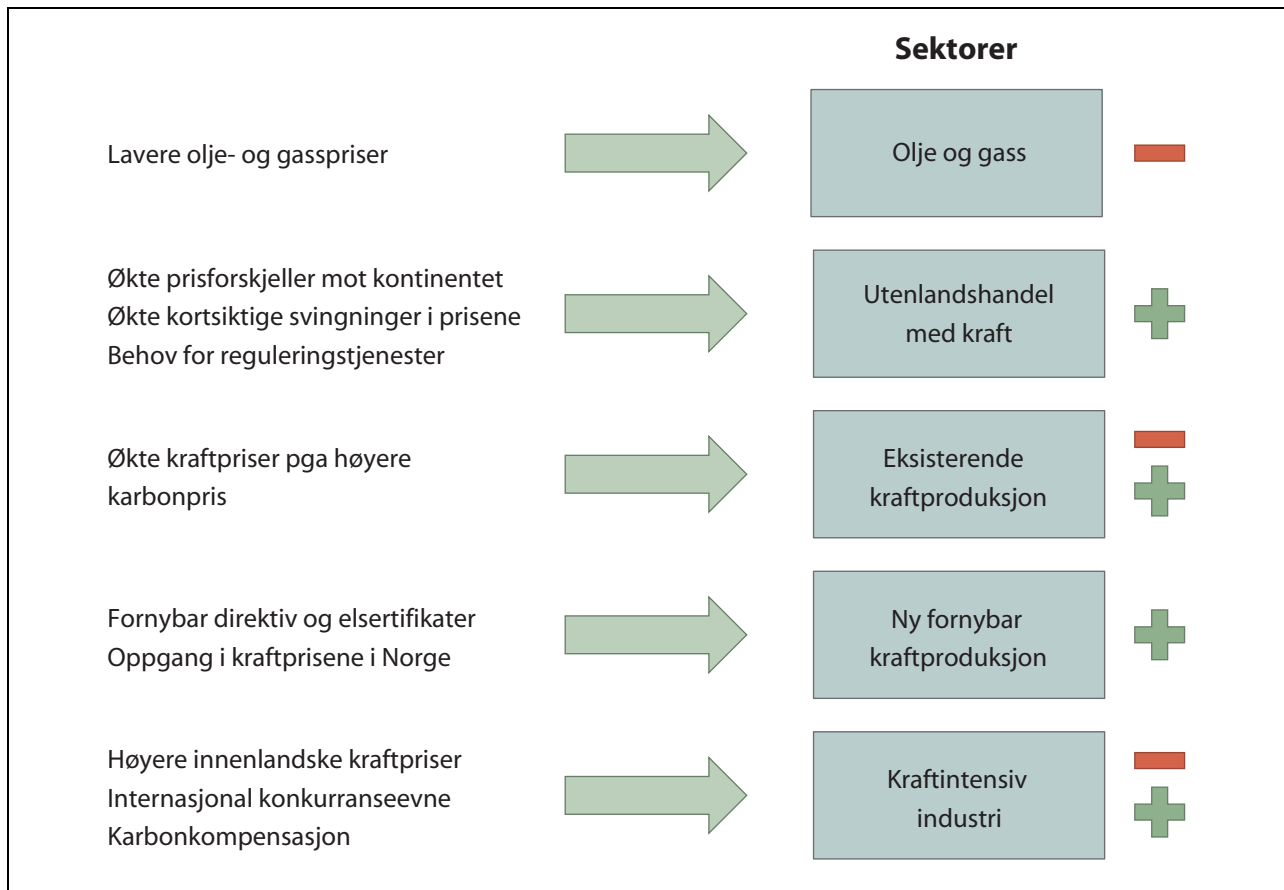 Sektorer
Lavere olje- og gasspriser
Olje og gass
Økte prisforskjeller mot kontinentet
Økte kortsiktige svingninger i prisene
Behov for reguleringstjenester
Utenlandshandel
med kraft
Økte kraftpriser pga høyere
karbonpris
Eksisterende
kraftproduksjon
Fornybar direktiv og elsertifikater
Oppgang i kraftprisene i Norge
Ny fornybar
kraftproduksjon
Høyere innenlandske kraftpriser
Internasjonal konkurranseevne
Karbonkompensasjon
Kraftintensiv
industri